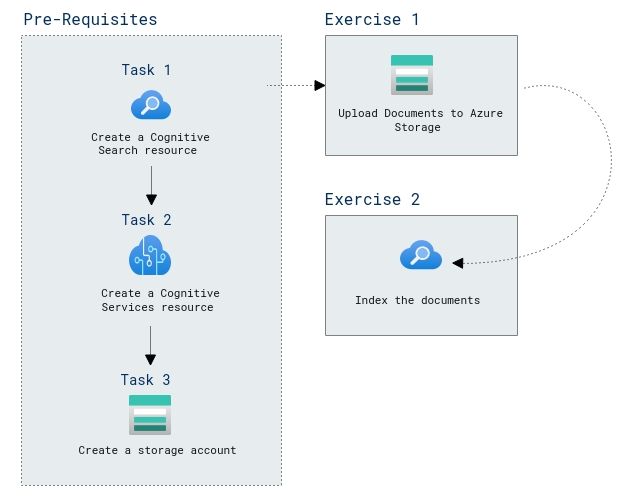 Pre-Requisites
Task 1
Create a Cognitive
Search resource
Task 2
Create a Cognitive
Services resource
Task 3
Create a storage account
Exercise 1
Upload Documents to Azure
Storage
Exercise 2
Index the documents